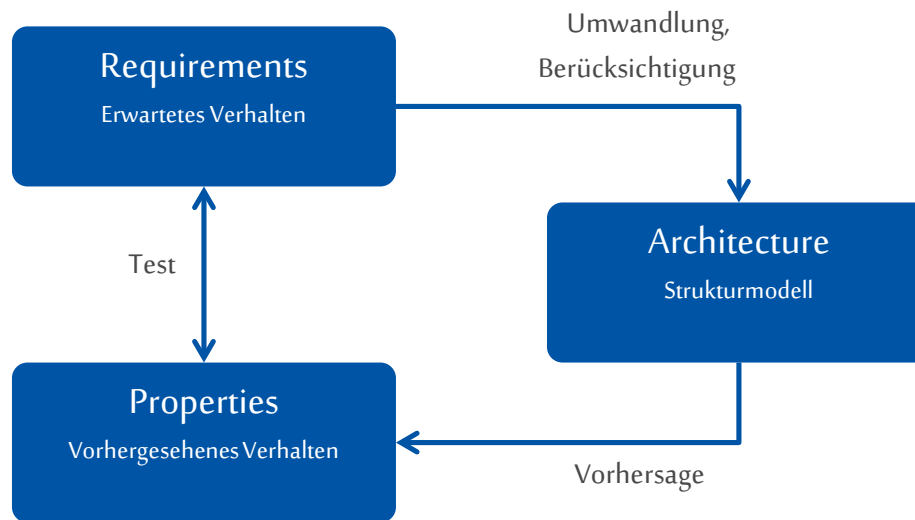 Umwandlung,
Berücksichtigung
Requirements
Erwartetes Verhalten
Architecture
Strukturmodell
Test
Properties
Vorhergesehenes Verhalten
Vorhersage